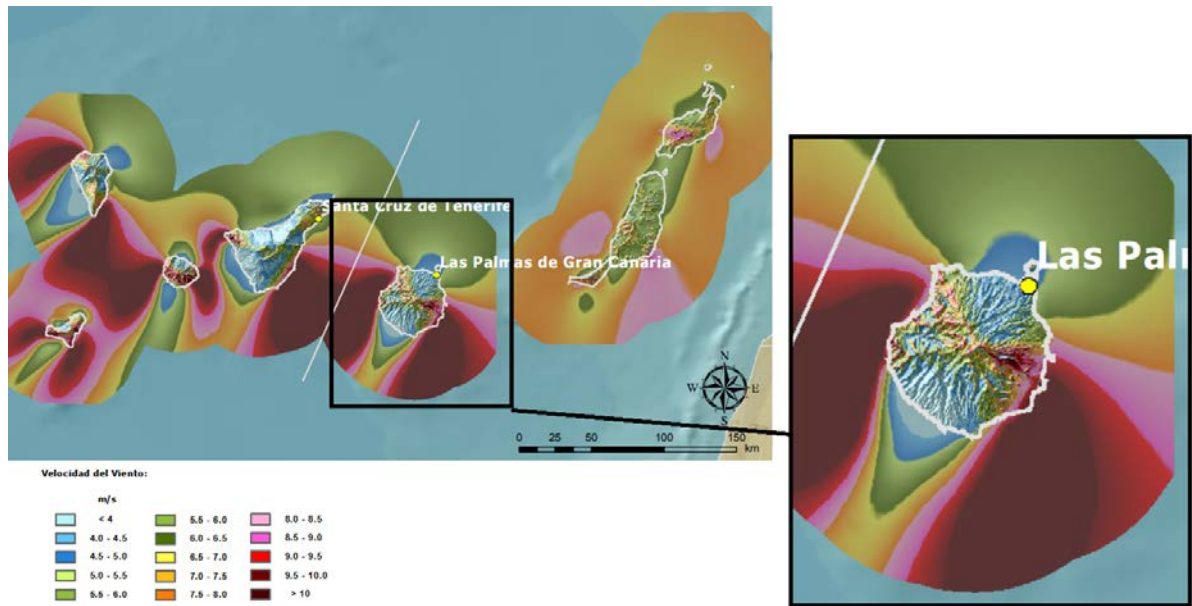 Santa Cruz de Tenerife
Las Palmas de Gran Canaria
Las Pal
N
W E
S
0 25 50 100 150
km
Velocidad del Viento:
m/s
< 4
4.0 - 4.5
4.5 - 5.0
5.0 - 5.5
5.5 - 6.0
5.5 - 6.0
6.0 - 6.5
6.5 - 7.0
7.0 - 7.5
7.5 - 8.0
8.0 - 8.5
8.5 - 9.0
9.0 - 9.5
9.5 - 10.0
> 10